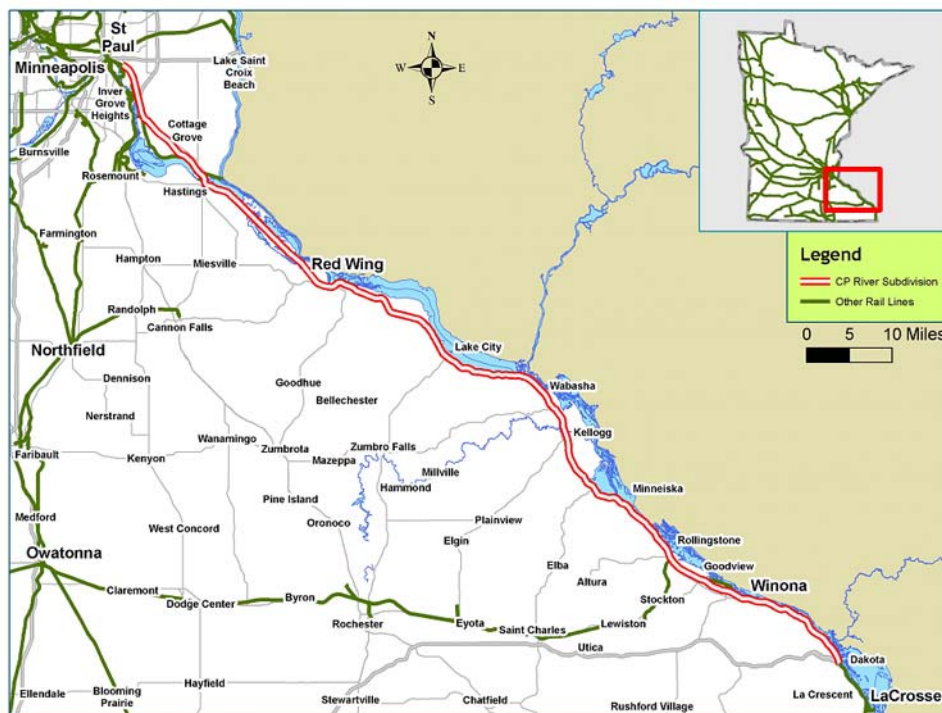 St
Paul
Minneapolis
Lake Saint
Croix
Beach
Inver
Grove
Heights
Cottage
Grove
Burnsville
Rosemount
Hastings
Farmington
Hampton
Miesville
Red Wing
Randolph
Cannon Falls
Northfield
Lake City
Dennison
Goodhue
Bellechester
Wabasha
Nerstrand
Wanamingo
Zumbrota
Zumbro Falls
Kellogg
Faribault
Kenyon
Mazeppa
Millville
Hammond
Minneiska
Medford
Pine Island
Oronoco
Plainview
West Concord
Elgin
Rollingstone
Owatonna
Elba
Goodview
Altura
Winona
Claremont
Dodge Center
Byron
Stockton
Rochester
Eyota
Saint Charles
Lewiston
Utica
Dakota
Ellendale
Blooming
Prairie
Hayfield
Stewartville
Chatfield
Rushford Village
La Crescent
LaCrosse
N
W
E
S
Legend
CP River Subdivision
Other Rail Lines
0 5 10 Miles